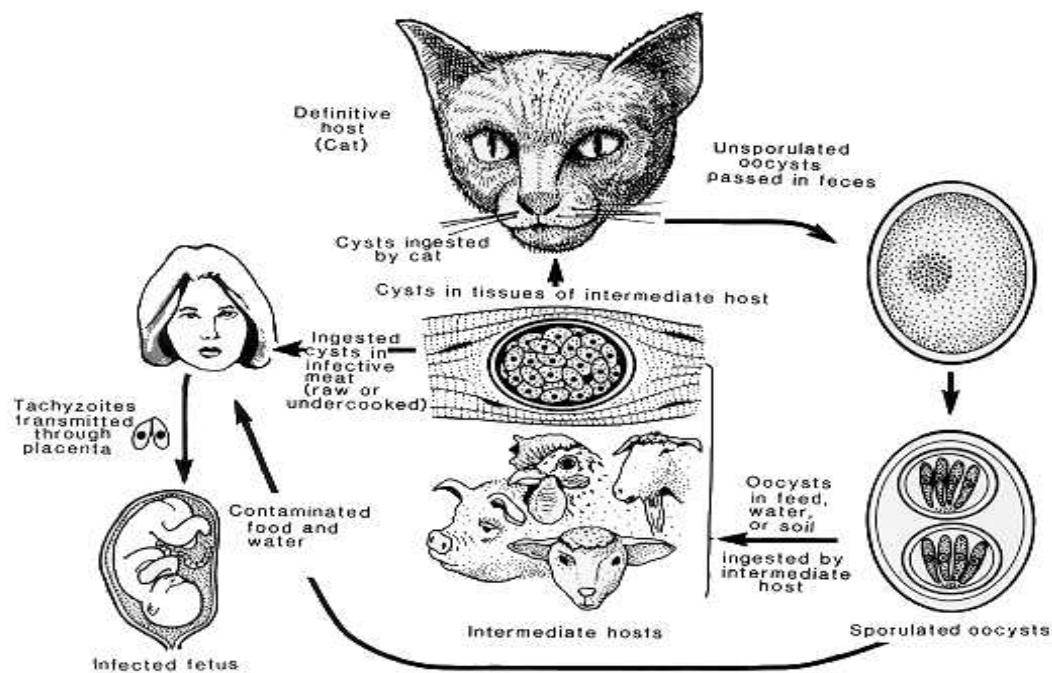 Definitive
host
(Cat)
Unsporulated
oocysts
passed in feces
Cysts ingested
by cat
Cysts in tissues of intermediate host
Ingested
cysts in
infective
meat
(raw or
undercooked)
Tachyzoites
transmitted
through
placenta
Contaminated
food and
water
Oocysts
in feed,
water,
or soil
ingested by
intermediate
host
Infected fetus
Intermediate hosts
Sporulated oocysts